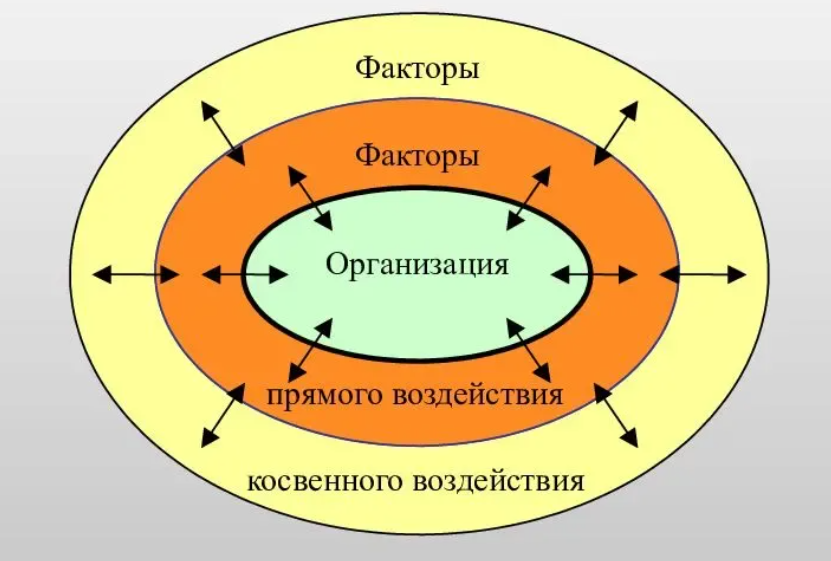 Факторы
Факторы
Организация
прямого воздействия
косвенного воздействия